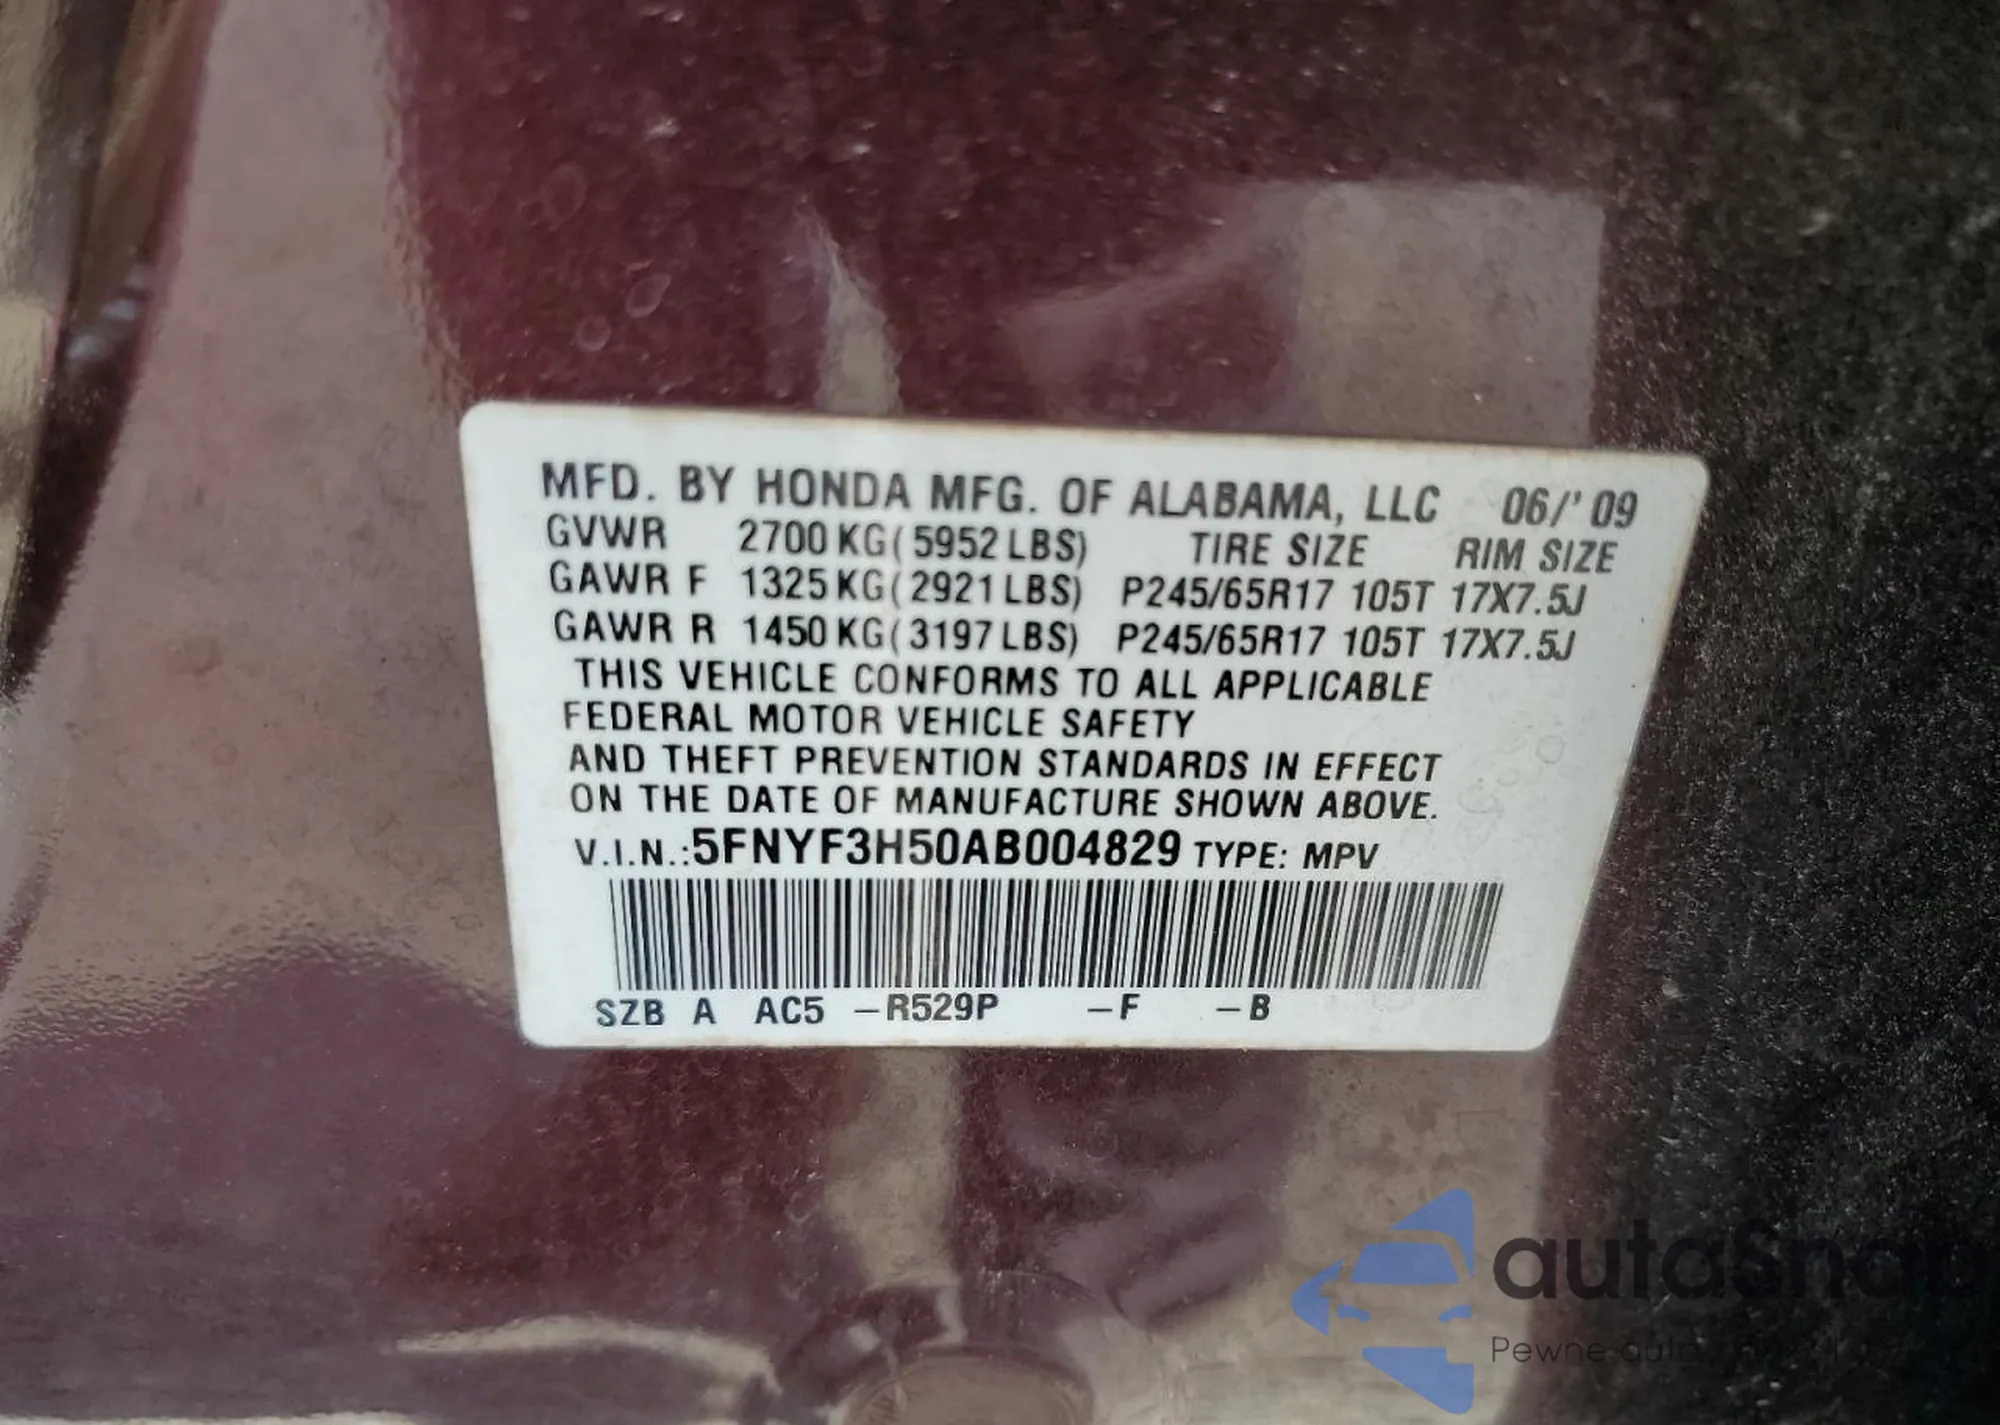 MFD. BY HONDA MFG. OF ALABAMA, LLC 06/'09
GVWR 2700 KG ( 5952 LBS) TIRE SIZE RIM SIZE
GAWR F 1325 KG ( 2921 LBS) P245/65R17 105T 17X7.5J
GAWR R 1450 KG ( 3197 LBS) P245/65R17 105T 17X7.5J
THIS VEHICLE CONFORMS TO ALL APPLICABLE
FEDERAL MOTOR VEHICLE SAFETY
AND THEFT PREVENTION STANDARDS IN EFFECT
ON THE DATE OF MANUFACTURE SHOWN ABOVE.
V.I.N.:5FNYF3H50AB004829 TYPE: MPV
SZB A AC5 –R529P –F –B
autaSnap
Pewne auta